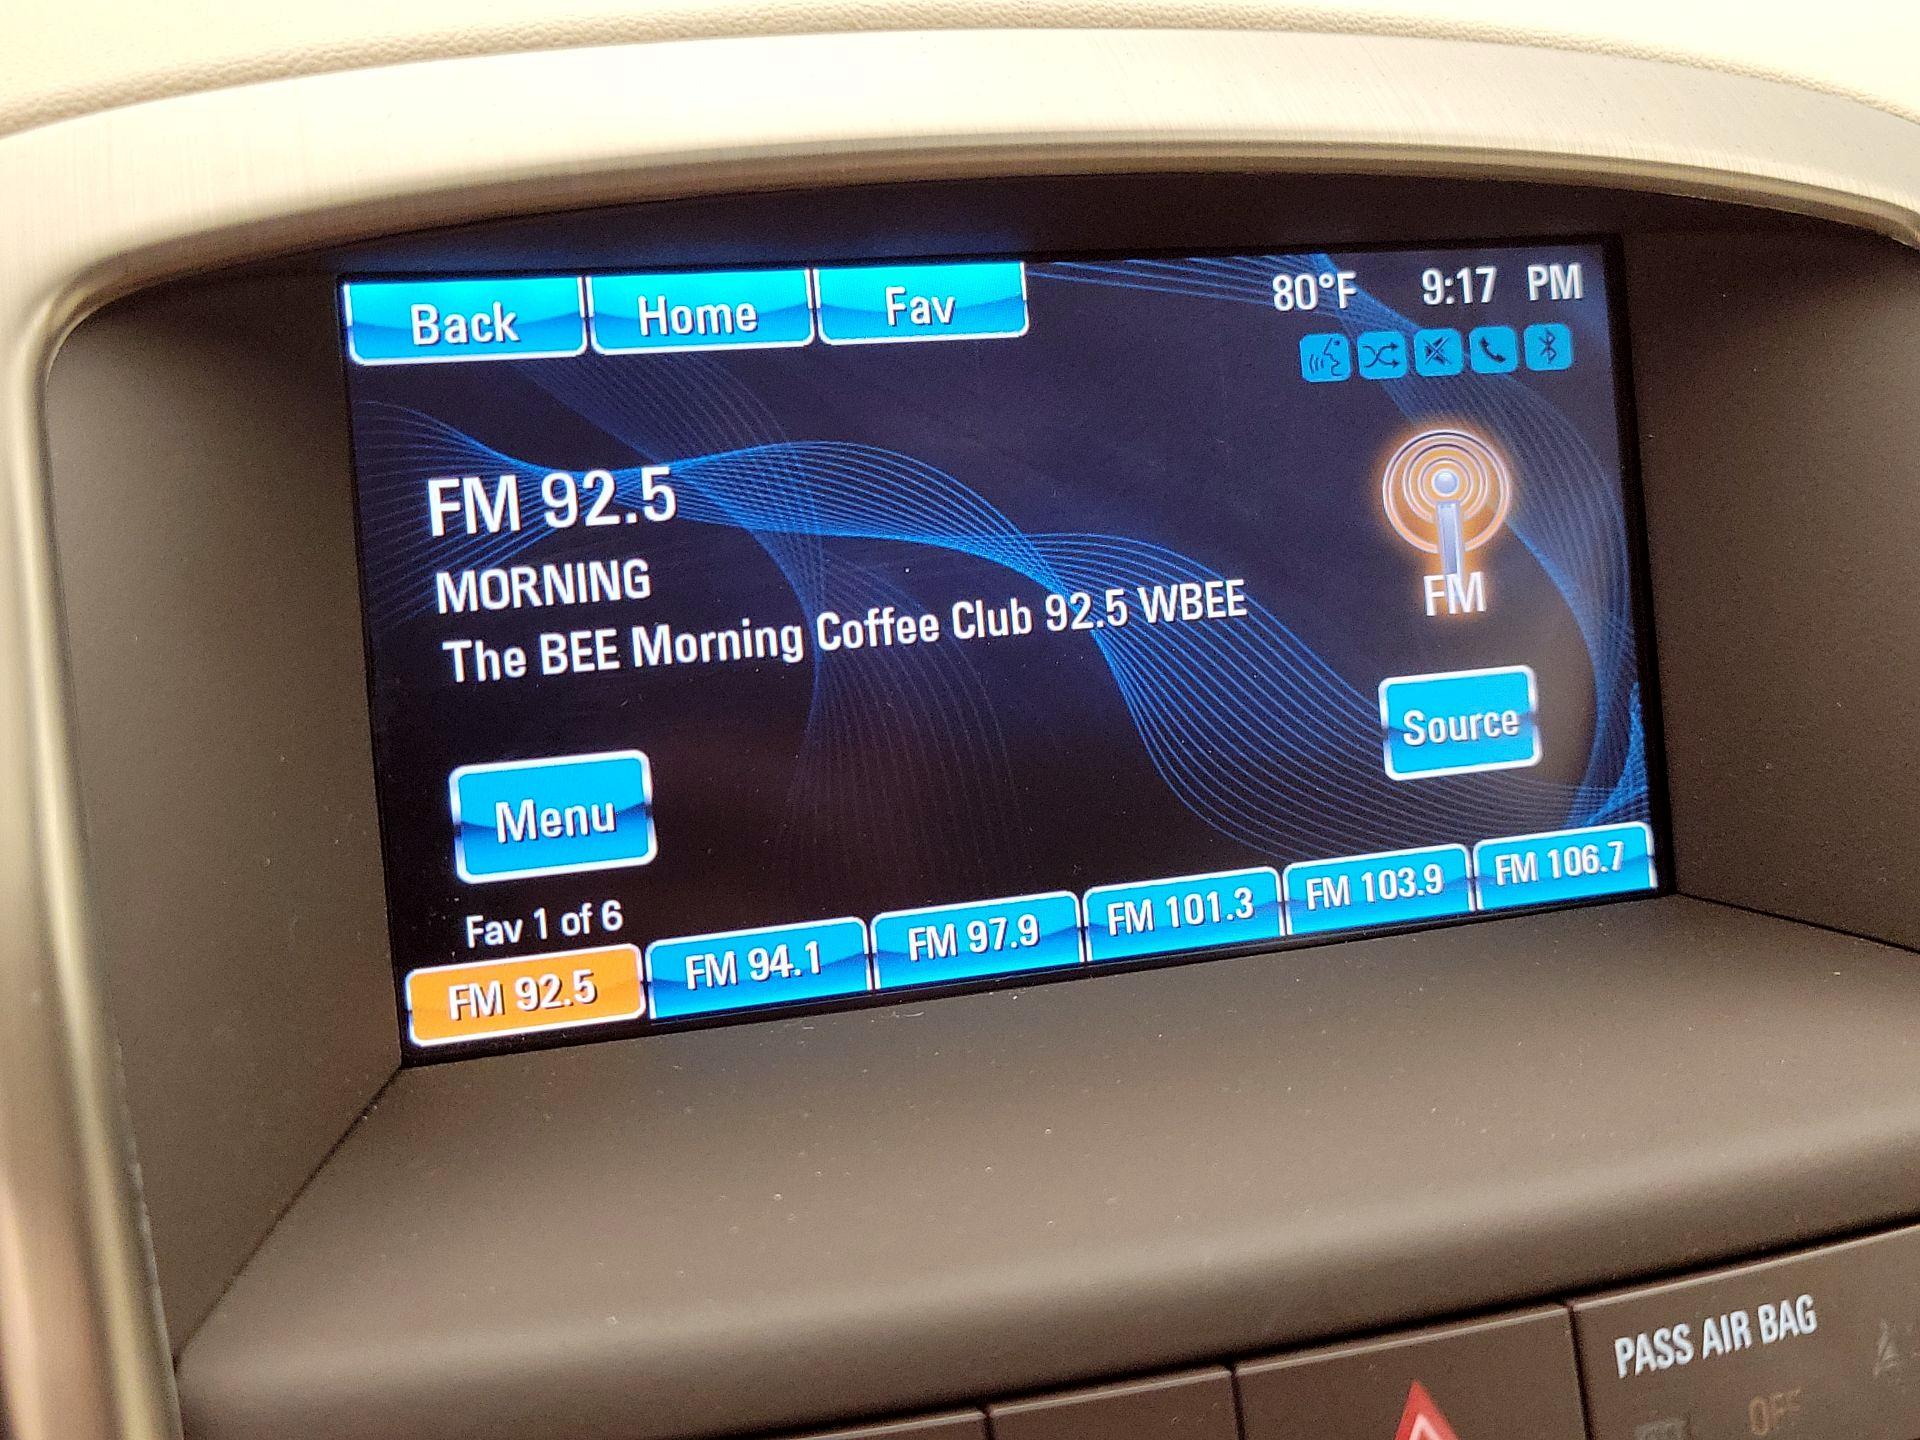 Back Home Fav 80°F 9:17 PM
FM 92.5
MORNING
The BEE Morning Coffee Club 92.5 WBEE
FM
Source
Menu
Fav 1 of 6
FM 92.5 FM 94.1 FM 97.9 FM 101.3 FM 103.9 FM 106.7
PASS AIR BAG
OFF